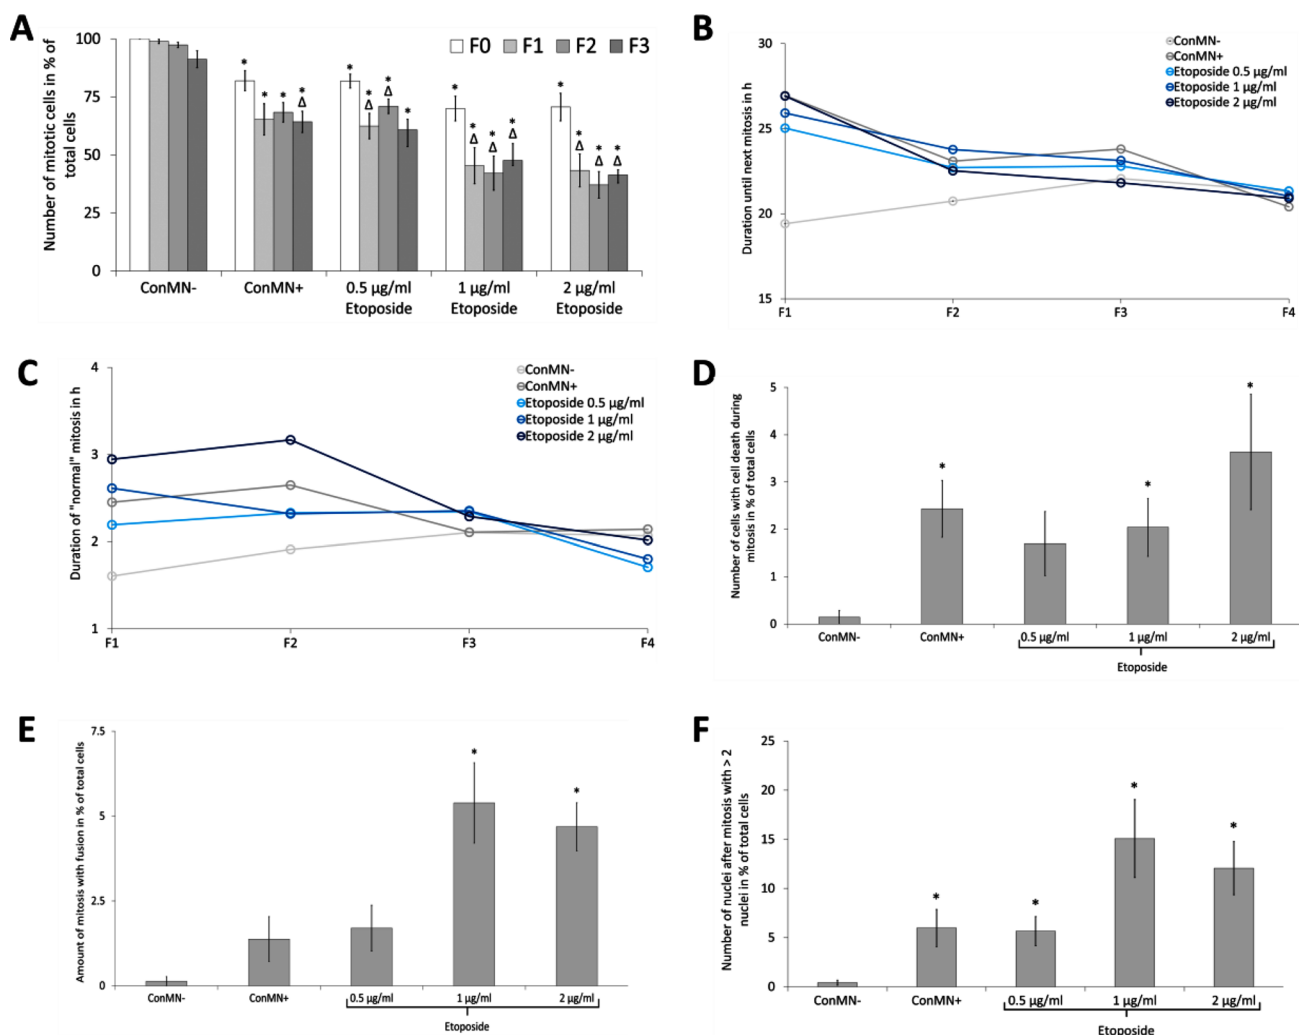 A
Number of mitotic cells in % of
total cells
100
75
50
25
0
F0 F1 F2 F3
* * * * Δ * * Δ * Δ * * * Δ * Δ * Δ * * Δ * Δ * Δ
ConMN- ConMN+ 0.5 µg/ml 1 µg/ml 2 µg/ml
Etoposide Etoposide Etoposide
B
Duration until next mitosis in h
30
25
20
15
ConMN-
ConMN+
Etoposide 0.5 µg/ml
Etoposide 1 µg/ml
Etoposide 2 µg/ml
F1 F2 F3 F4
C
Duration of "normal" mitosis in h
4
3
2
1
ConMN-
ConMN+
Etoposide 0.5 µg/ml
Etoposide 1 µg/ml
Etoposide 2 µg/ml
F1 F2 F3 F4
D
Number of cells with cell death during
mitosis in % of total cells
5
4
3
2
1
0
* * *
ConMN- ConMN+ 0.5 µg/ml 1 µg/ml 2 µg/ml
Etoposide
E
Amount of mitosis with fusion in % of total cells
7.5
5
2.5
0
* *
ConMN- ConMN+ 0.5 µg/ml 1 µg/ml 2 µg/ml
Etoposide
F
Number of nuclei after mitosis with > 2
nuclei in % of total cells
25
20
15
10
5
0
* * * *
ConMN- ConMN+ 0.5 µg/ml 1 µg/ml 2 µg/ml
Etoposide